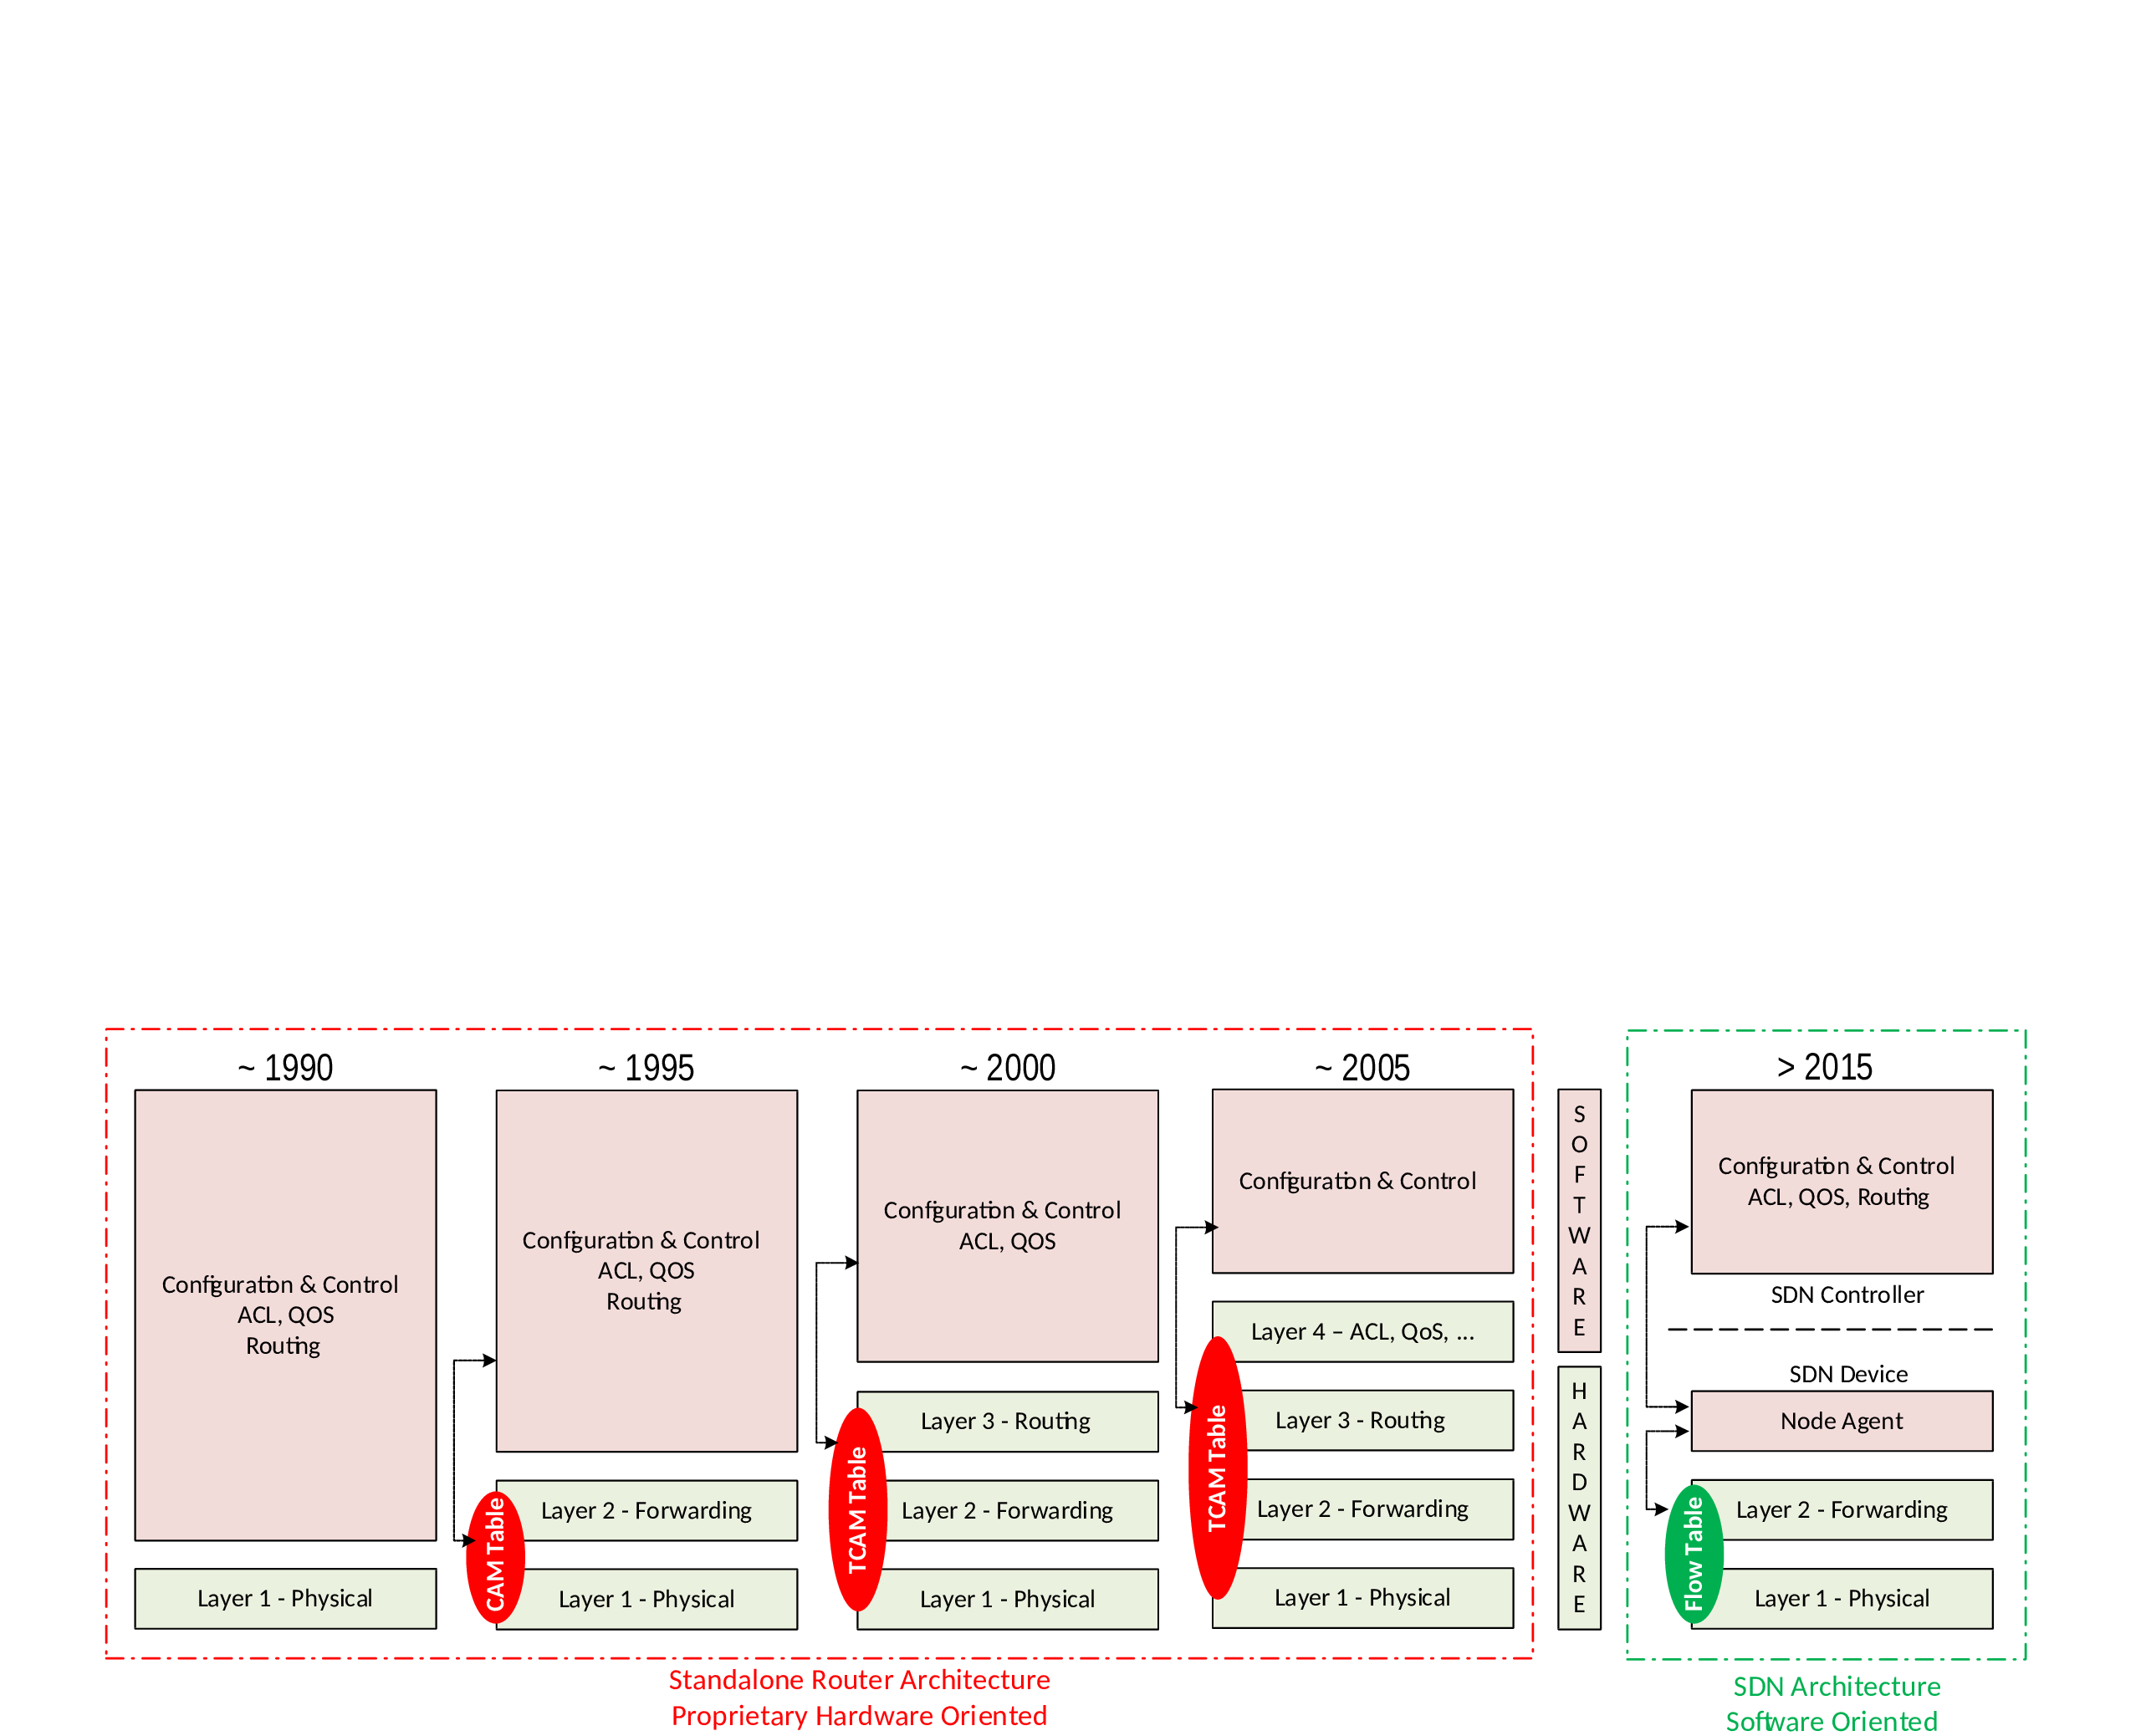 ~ 1990
Configuration & Control
ACL, QOS
Routing
Layer 1 - Physical
~ 1995
Configuration & Control
ACL, QOS
Routing
CAM Table
Layer 2 - Forwarding
Layer 1 - Physical
~ 2000
Configuration & Control
ACL, QOS
TCAM Table
Layer 3 - Routing
Layer 2 - Forwarding
Layer 1 - Physical
~ 2005
Configuration & Control
TCAM Table
Layer 4 – ACL, QoS, ...
Layer 3 - Routing
Layer 2 - Forwarding
Layer 1 - Physical
Standalone Router Architecture
Proprietary Hardware Oriented
SOFTWARE
HARDWARE
> 2015
Configuration & Control
ACL, QOS, Routing
SDN Controller
SDN Device
Node Agent
Flow Table
Layer 2 - Forwarding
Layer 1 - Physical
SDN Architecture
Software Oriented